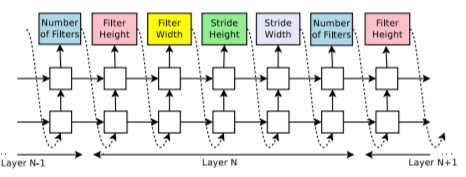 Number
of Filters
Filter
Height
Filter
Width
Stride
Height
Stride
Width
Number
of Filters
Filter
Height
Layer N-1
Layer N
Layer N+1